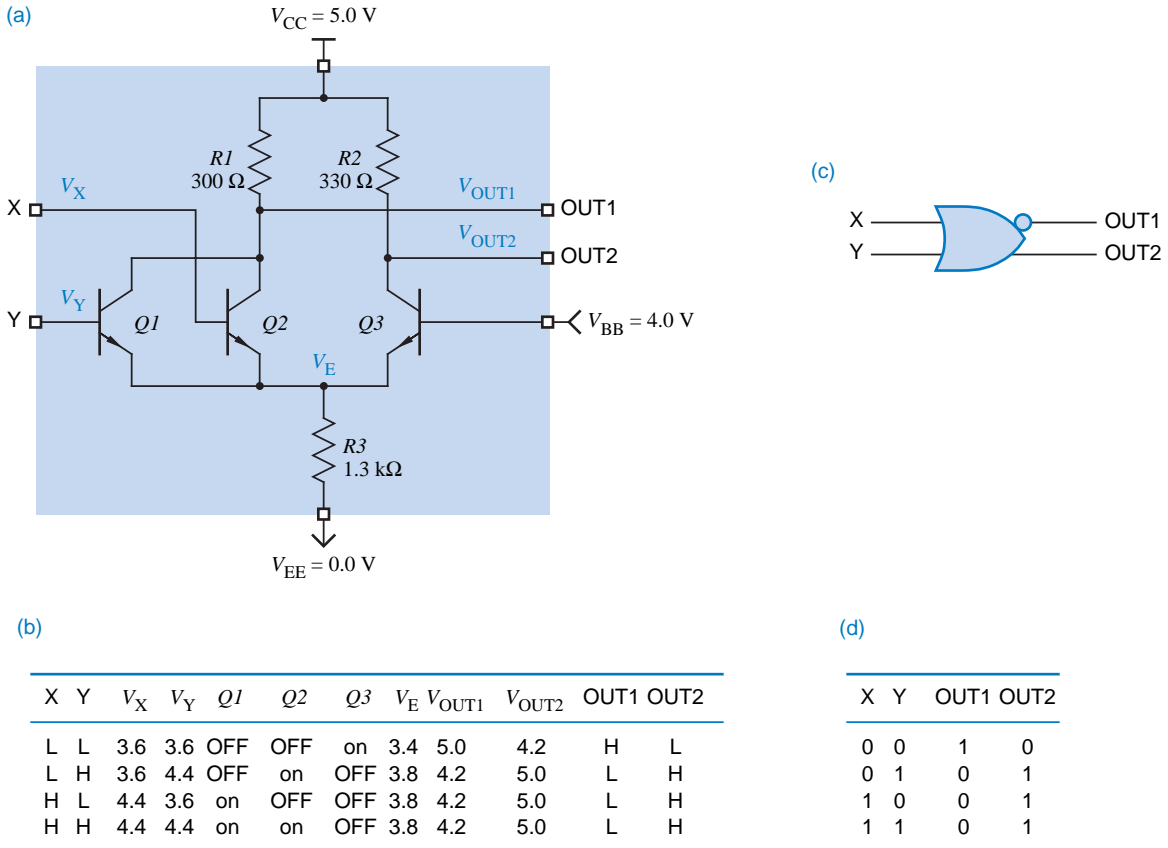 (a)
V_CC = 5.0 V
R1
300 Ω
R2
330 Ω
X
V_X
V_OUT1
OUT1
V_OUT2
OUT2
Y
V_Y
Q1
Q2
Q3
V_BB = 4.0 V
V_E
R3
1.3 kΩ
V_EE = 0.0 V
(c)
X
OUT1
Y
OUT2
(b)
X Y V_X V_Y Q1 Q2 Q3 V_E V_OUT1 V_OUT2 OUT1 OUT2
L L 3.6 3.6 OFF OFF on 3.4 5.0 4.2 H L
L H 3.6 4.4 OFF on OFF 3.8 4.2 5.0 L H
H L 4.4 3.6 on OFF OFF 3.8 4.2 5.0 L H
H H 4.4 4.4 on on OFF 3.8 4.2 5.0 L H
(d)
X Y OUT1 OUT2
0 0 1 0
0 1 0 1
1 0 0 1
1 1 0 1